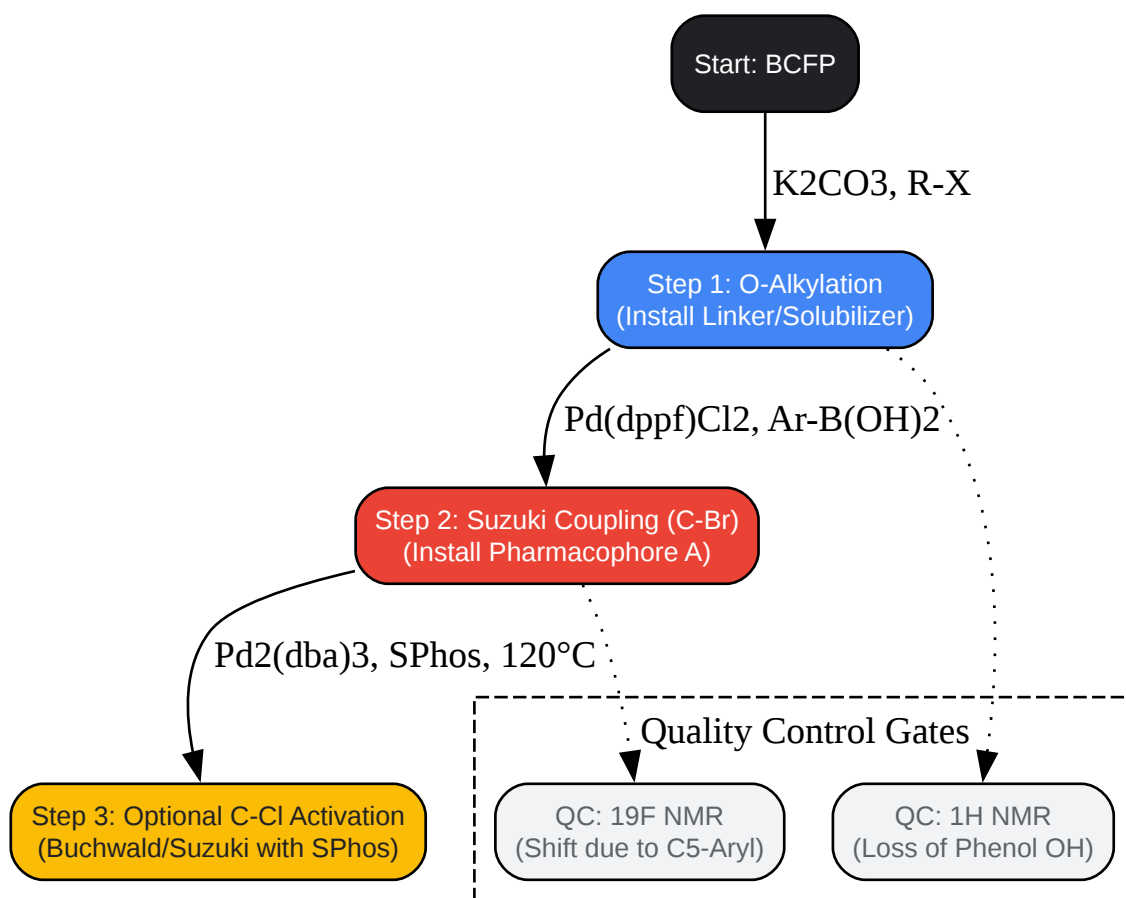 Start: BCFP
K2CO3, R-X
Step 1: O-Alkylation
(Install Linker/Solubilizer)
Pd(dppf)Cl2, Ar-B(OH)2
Step 2: Suzuki Coupling (C-Br)
(Install Pharmacophore A)
Pd2(dba)3, SPhos, 120°C
Quality Control Gates
Step 3: Optional C-Cl Activation
(Buchwald/Suzuki with SPhos)
QC: 19F NMR
(Shift due to C5-Aryl)
QC: 1H NMR
(Loss of Phenol OH)